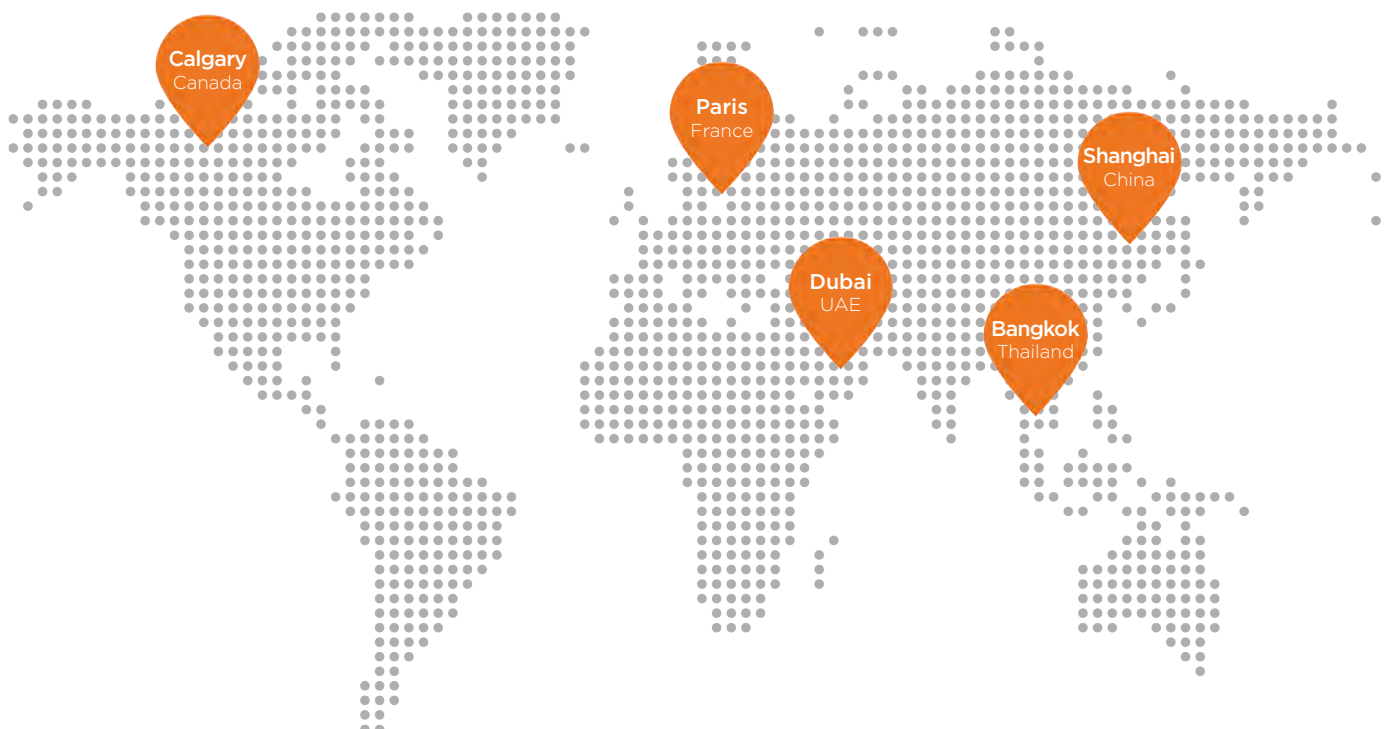 Calgary
Canada
Paris
France
Shanghai
China
Dubai
UAE
Bangkok
Thailand